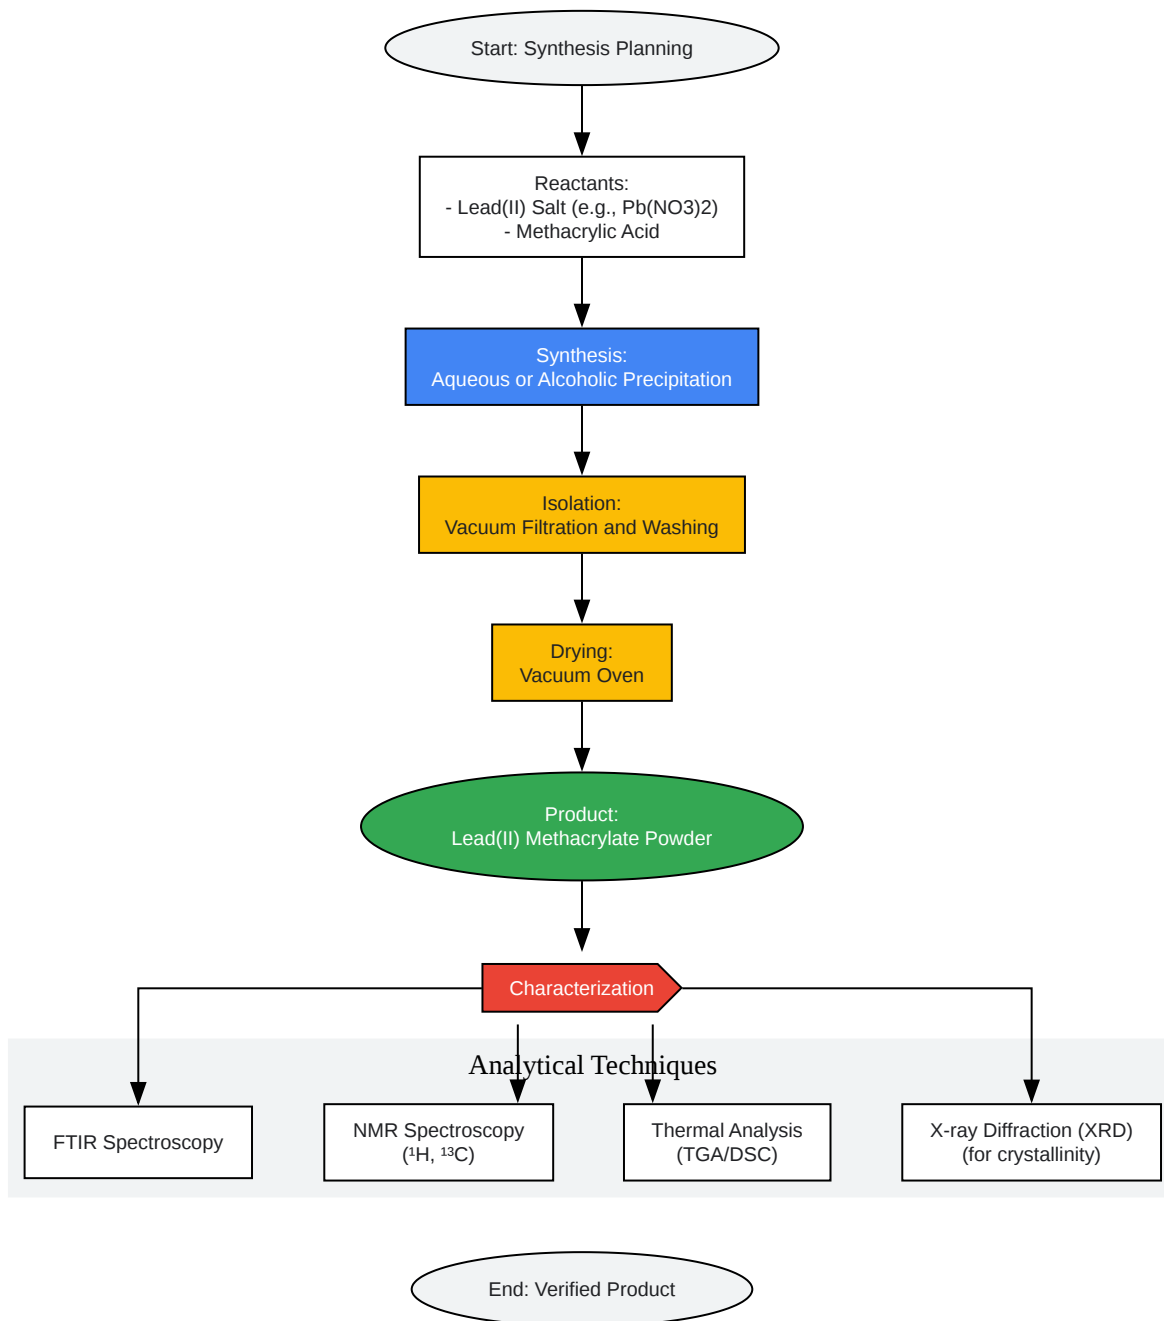 Start: Synthesis Planning
Reactants:
- Lead(II) Salt (e.g., Pb(NO3)2)
- Methacrylic Acid
Synthesis:
Aqueous or Alcoholic Precipitation
Isolation:
Vacuum Filtration and Washing
Drying:
Vacuum Oven
Product:
Lead(II) Methacrylate Powder
Characterization
Analytical Techniques
FTIR Spectroscopy
NMR Spectroscopy
(¹H, ¹³C)
Thermal Analysis
(TGA/DSC)
X-ray Diffraction (XRD)
(for crystallinity)
End: Verified Product